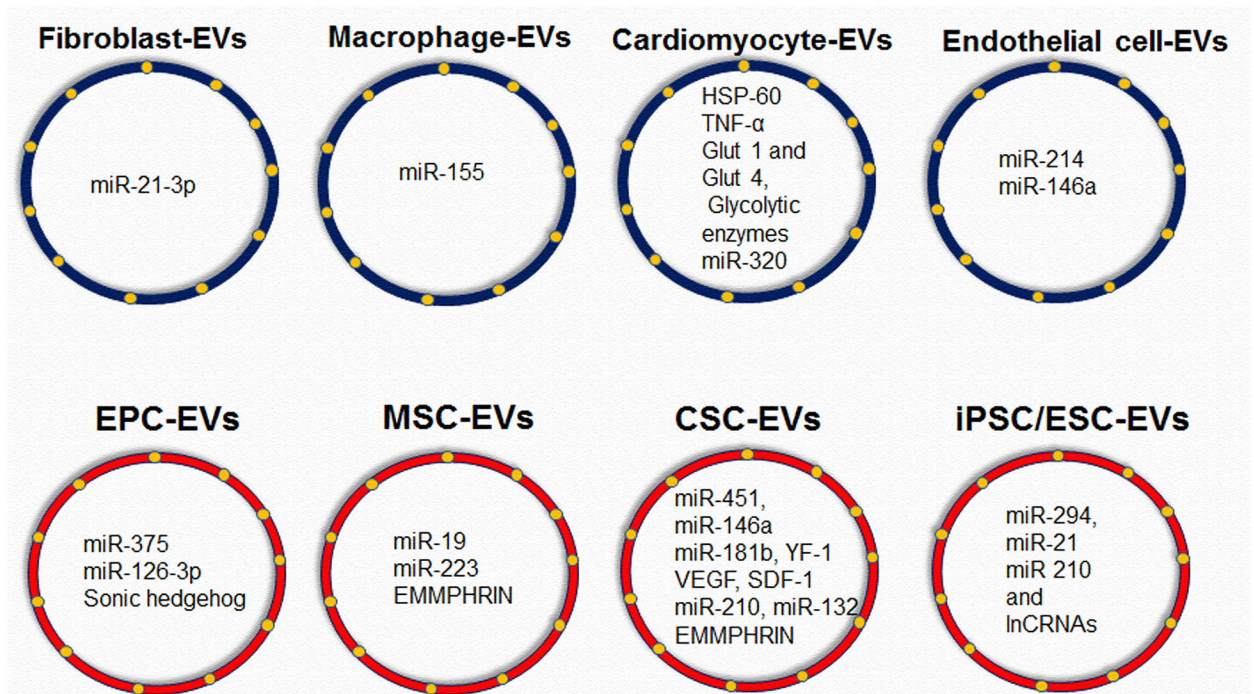 Fibroblast-EVs
miR-21-3p
Macrophage-EVs
miR-155
Cardiomyocyte-EVs
HSP-60
TNF-α
Glut 1 and
Glut 4,
Glycolytic
enzymes
miR-320
Endothelial cell-EVs
miR-214
miR-146a
EPC-EVs
miR-375
miR-126-3p
Sonic hedgehog
MSC-EVs
miR-19
miR-223
EMMPHRIN
CSC-EVs
miR-451,
miR-146a
miR-181b, YF-1
VEGF, SDF-1
miR-210, miR-132
EMMPHRIN
iPSC/ESC-EVs
miR-294,
miR-21
miR 210
and
lnCRNAs